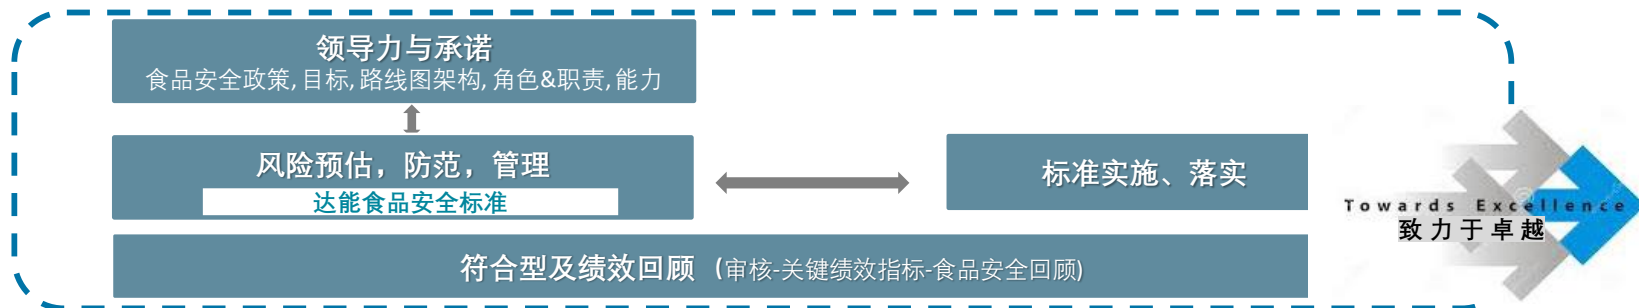 领导力与承诺
食品安全政策, 目标, 路线图架构, 角色&职责, 能力
风险预估，防范，管理
达能食品安全标准
标准实施、落实
Towards Excellence
致力于卓越
符合型及绩效回顾 (审核-关键绩效指标-食品安全回顾)